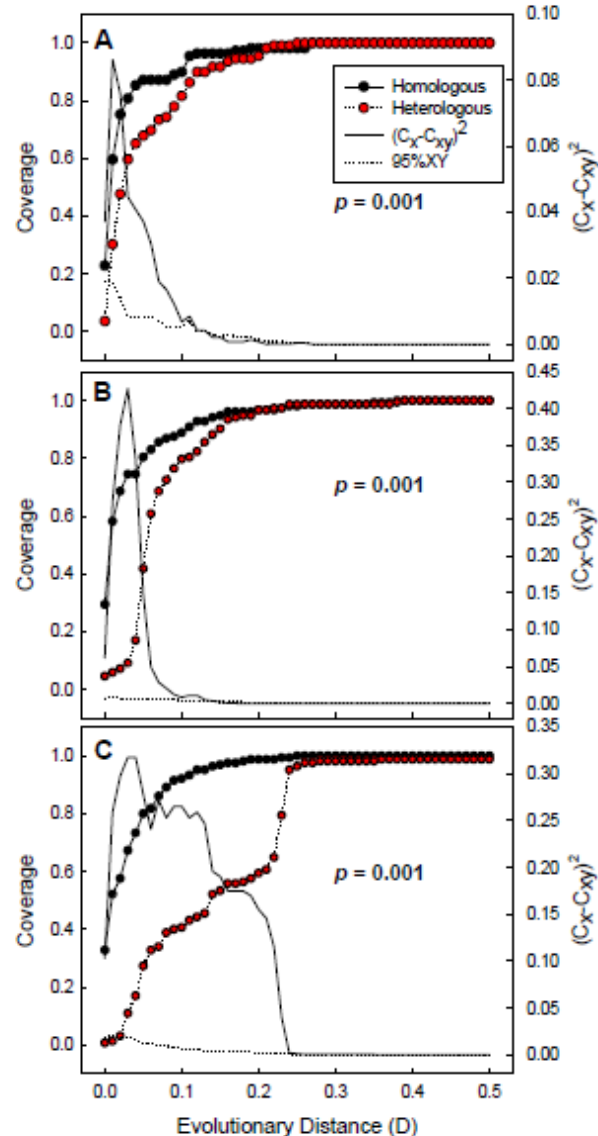 A
Coverage
1.0
0.8
0.6
0.4
0.2
0.0
Homologous
Heterologous
(Cx-Cxy)2
95%XY
p = 0.001
0.10
0.08
0.06
0.04
0.02
0.00
(Cx-Cxy)2
B
Coverage
1.0
0.8
0.6
0.4
0.2
0.0
p = 0.001
0.45
0.40
0.35
0.30
0.25
0.20
0.15
0.10
0.05
0.00
(Cx-Cxy)2
C
Coverage
1.0
0.8
0.6
0.4
0.2
0.0
p = 0.001
0.35
0.30
0.25
0.20
0.15
0.10
0.05
0.00
(Cx-Cxy)2
0.0 0.1 0.2 0.3 0.4 0.5
Evolutionary Distance (D)